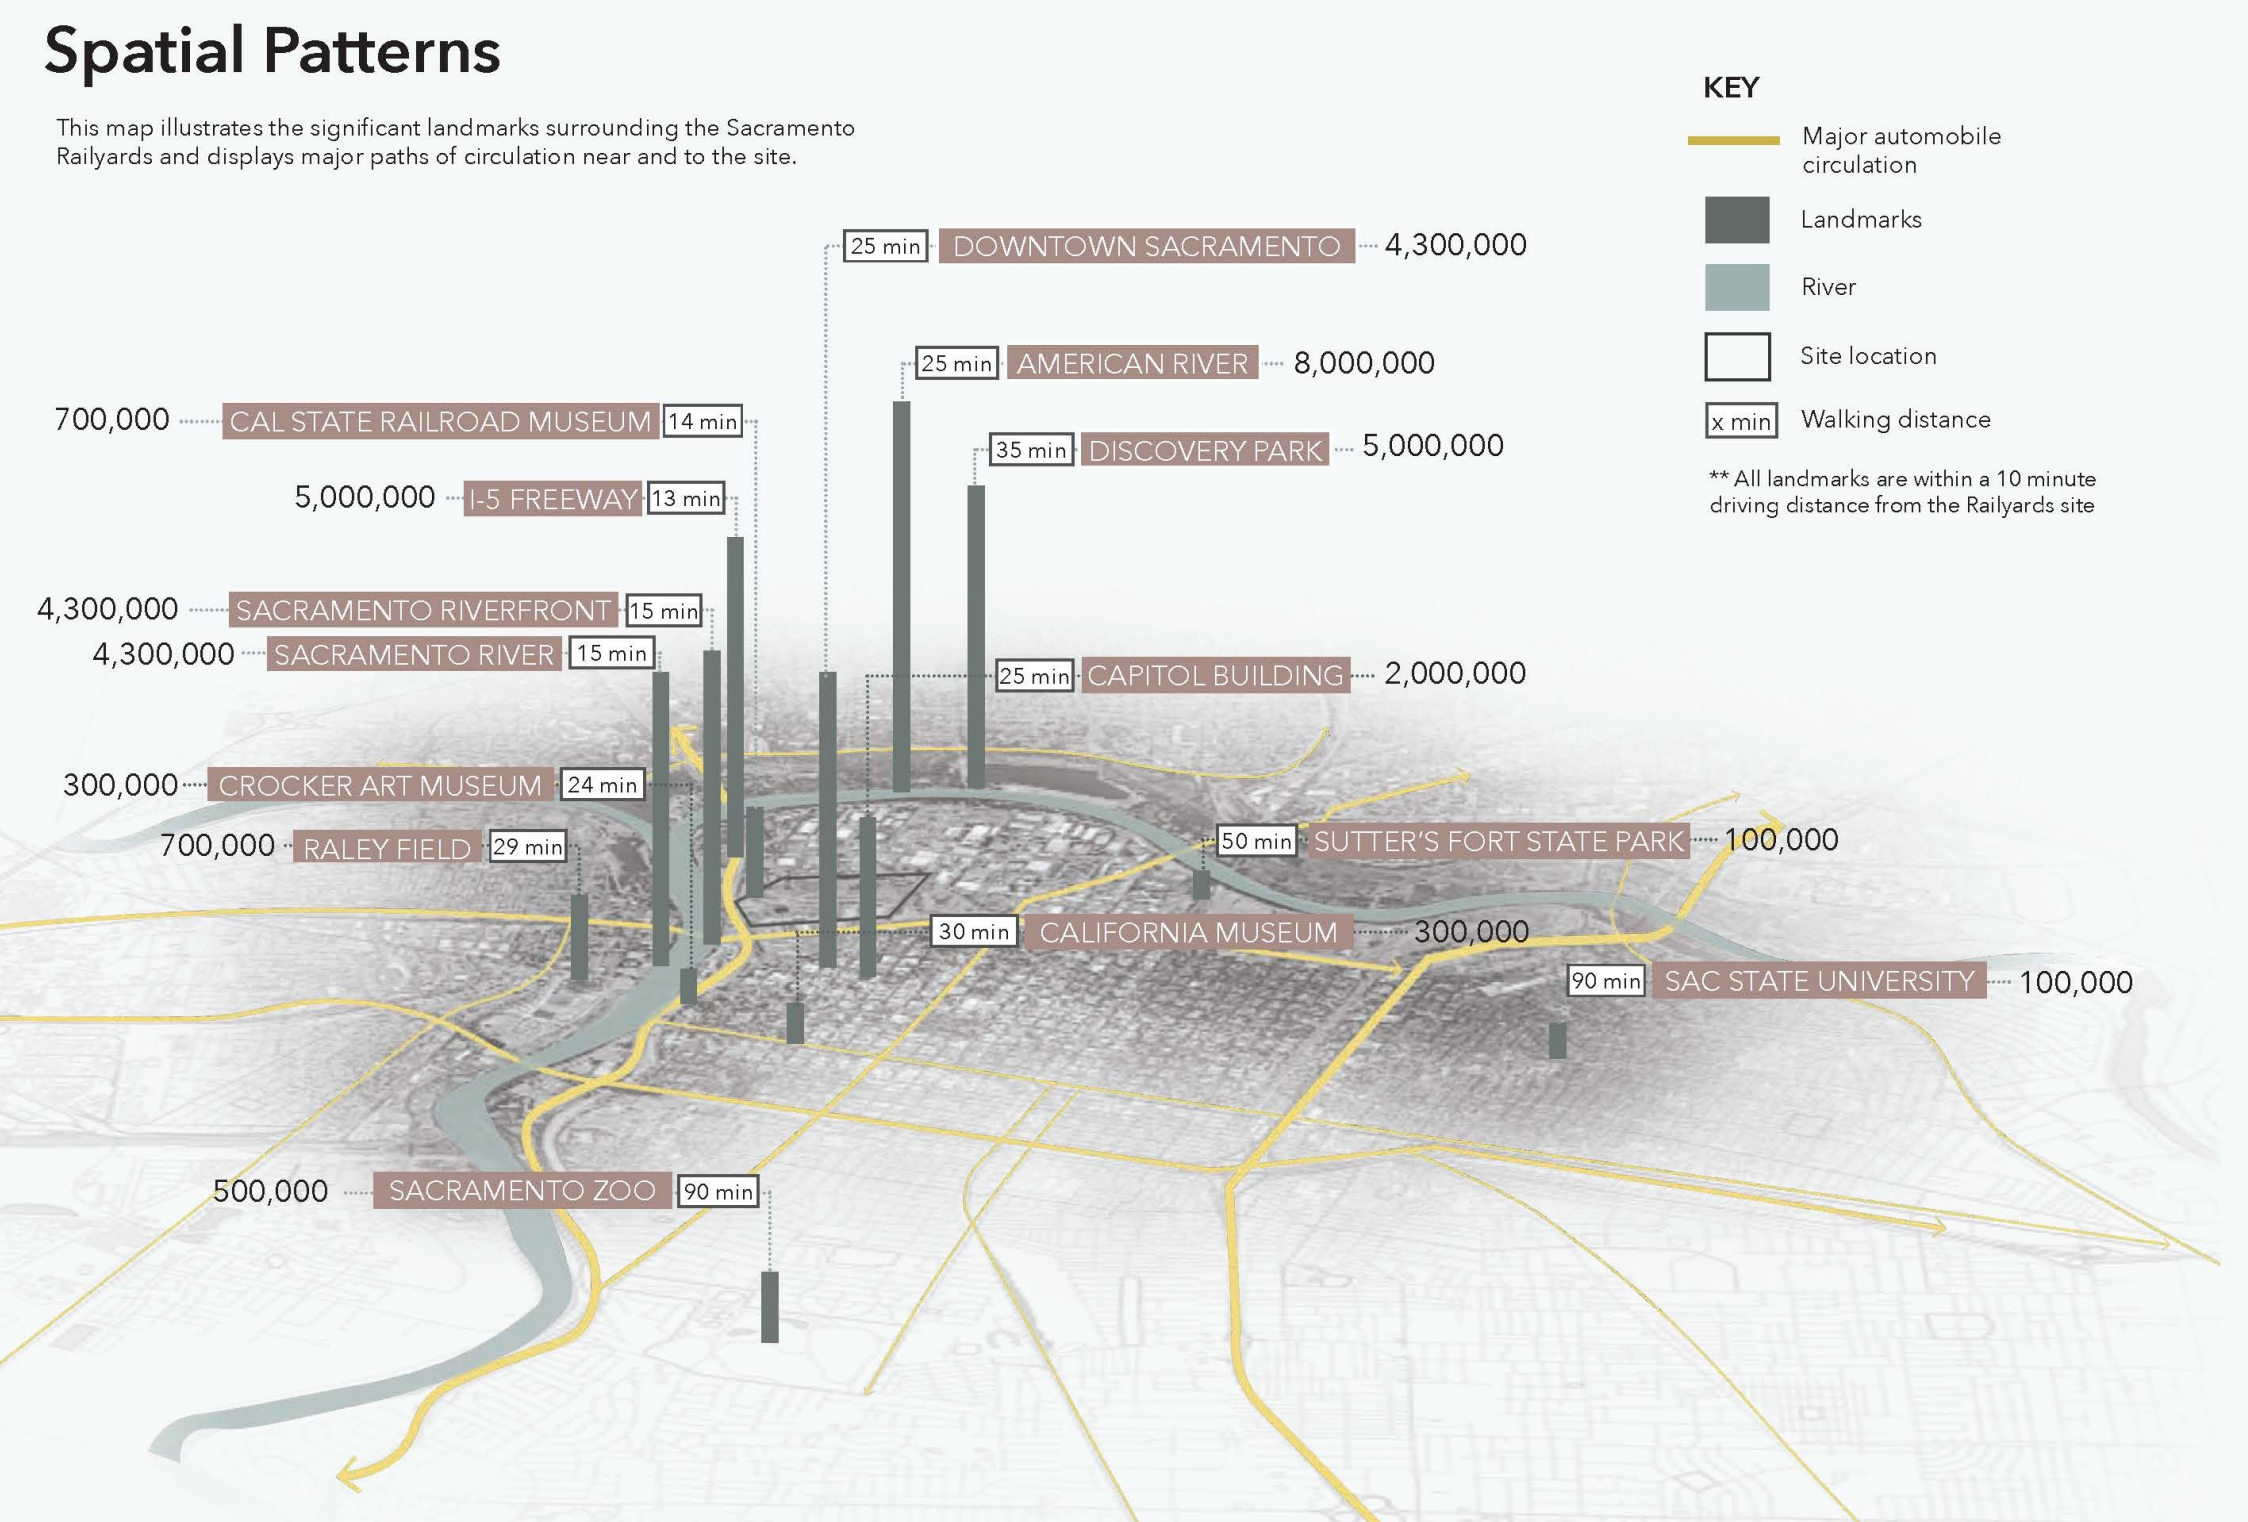 Spatial Patterns
This map illustrates the significant landmarks surrounding the Sacramento
Railyards and displays major paths of circulation near and to the site.
KEY
Major automobile
circulation
Landmarks
River
Site location
x min Walking distance
** All landmarks are within a 10 minute
driving distance from the Railyards site
25 min DOWNTOWN SACRAMENTO 4,300,000
25 min AMERICAN RIVER 8,000,000
700,000 CAL STATE RAILROAD MUSEUM 14 min
35 min DISCOVERY PARK 5,000,000
5,000,000 I-5 FREEWAY 13 min
4,300,000 SACRAMENTO RIVERFRONT 15 min
4,300,000 SACRAMENTO RIVER 15 min
25 min CAPITOL BUILDING 2,000,000
300,000 CROCKER ART MUSEUM 24 min
700,000 RALEY FIELD 29 min
50 min SUTTER'S FORT STATE PARK 100,000
30 min CALIFORNIA MUSEUM 300,000
90 min SAC STATE UNIVERSITY 100,000
500,000 SACRAMENTO ZOO 90 min